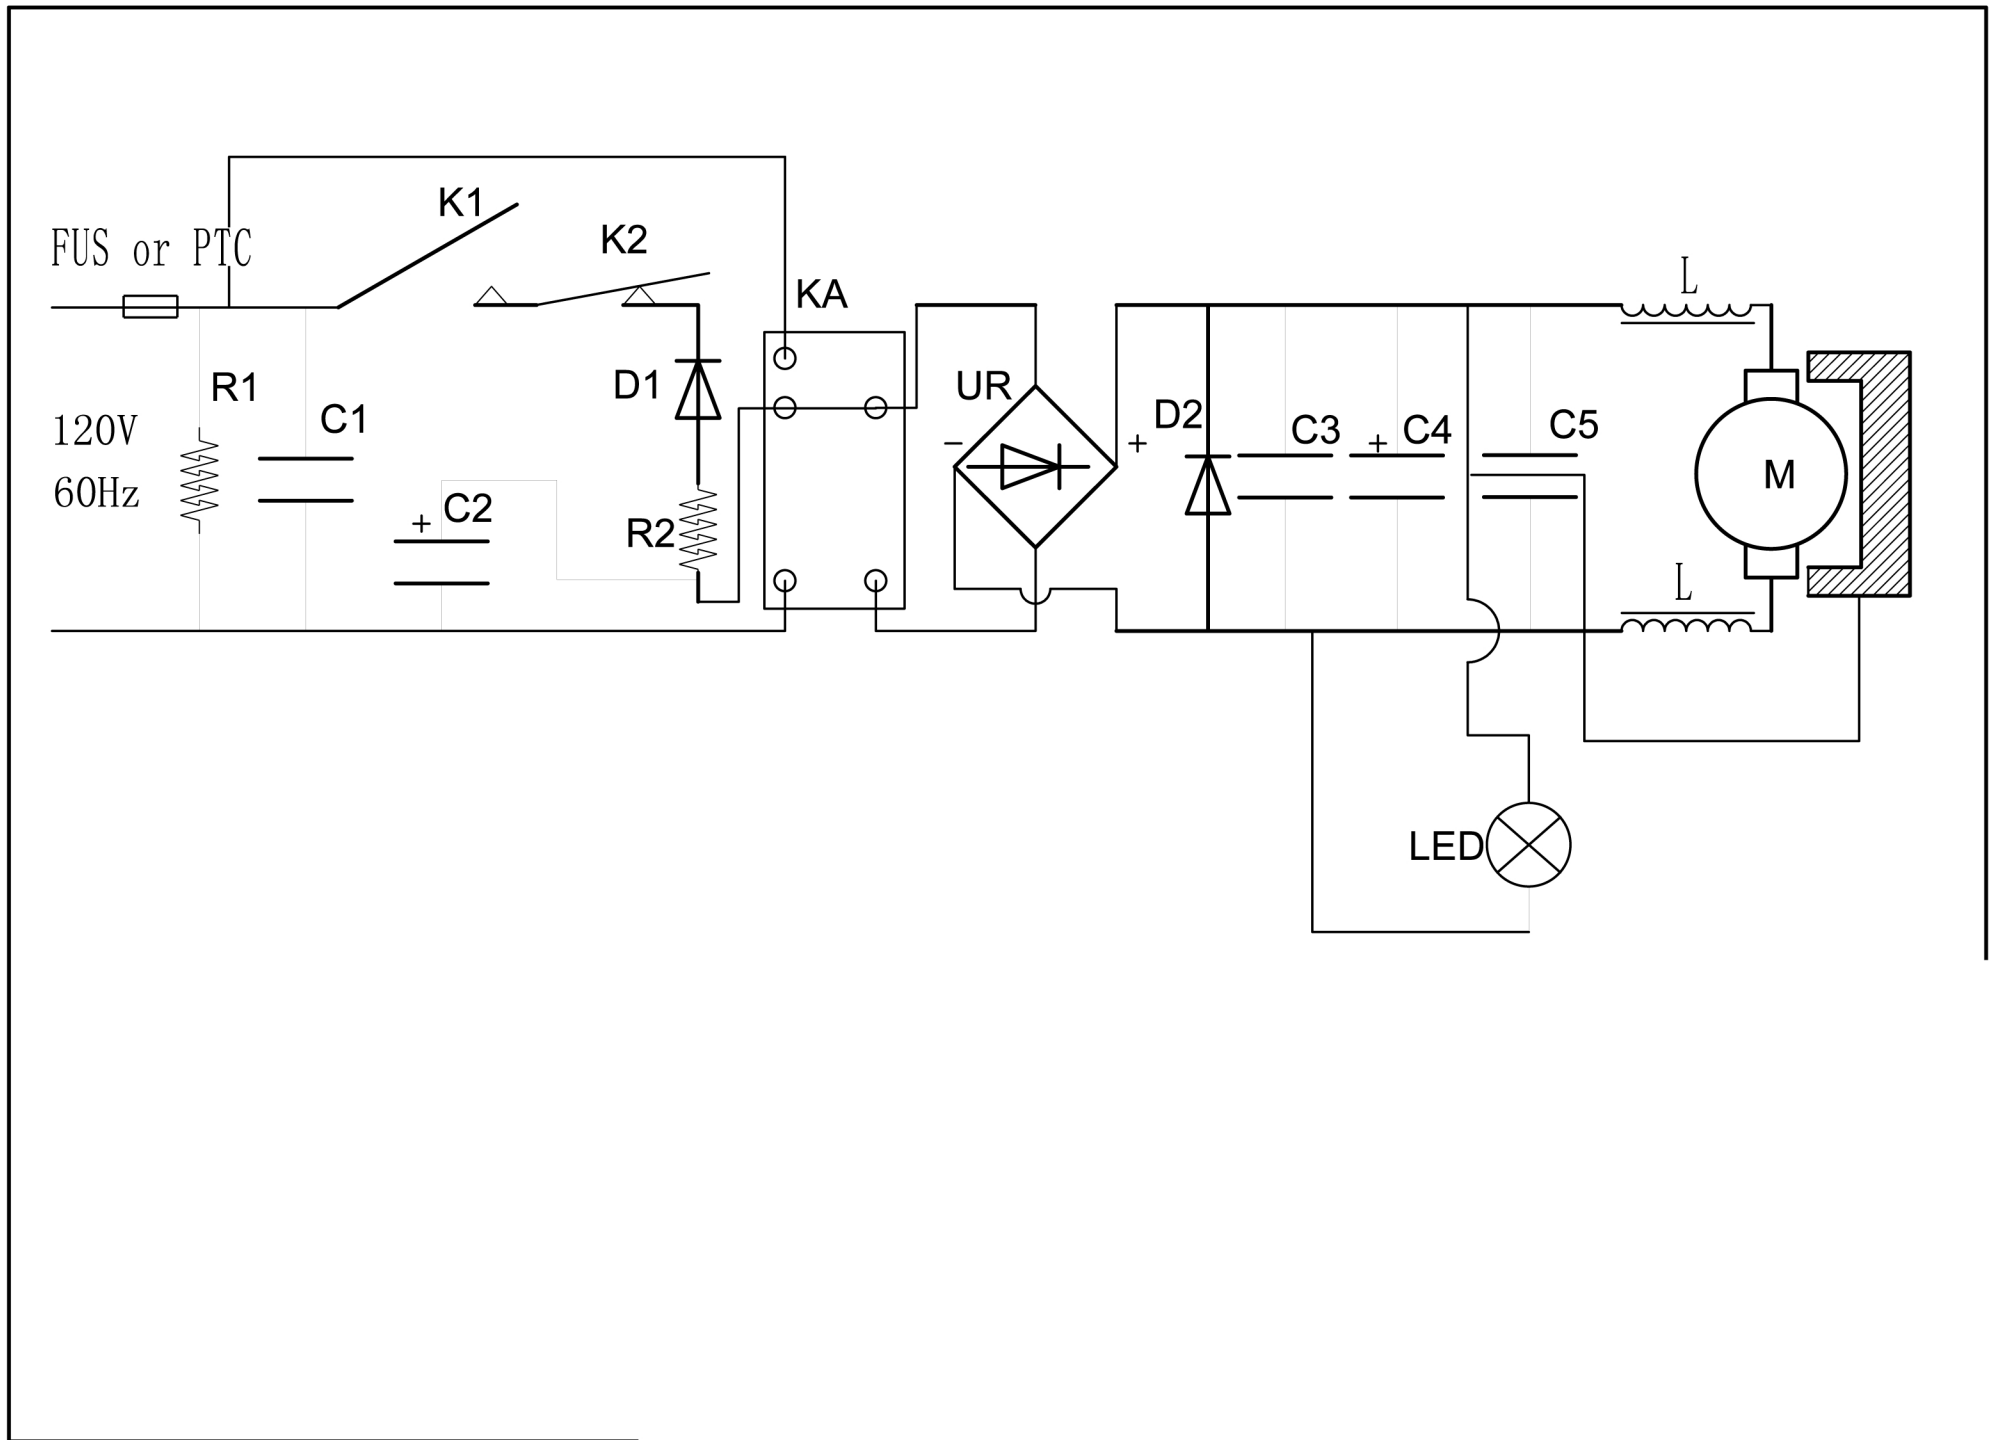 K1
FUS or PTC
K2
KA
L
R1
C1
D1
UR
D2
C3
C4
C5
120V
60Hz
- +
+
M
+
C2
R2
L
LED